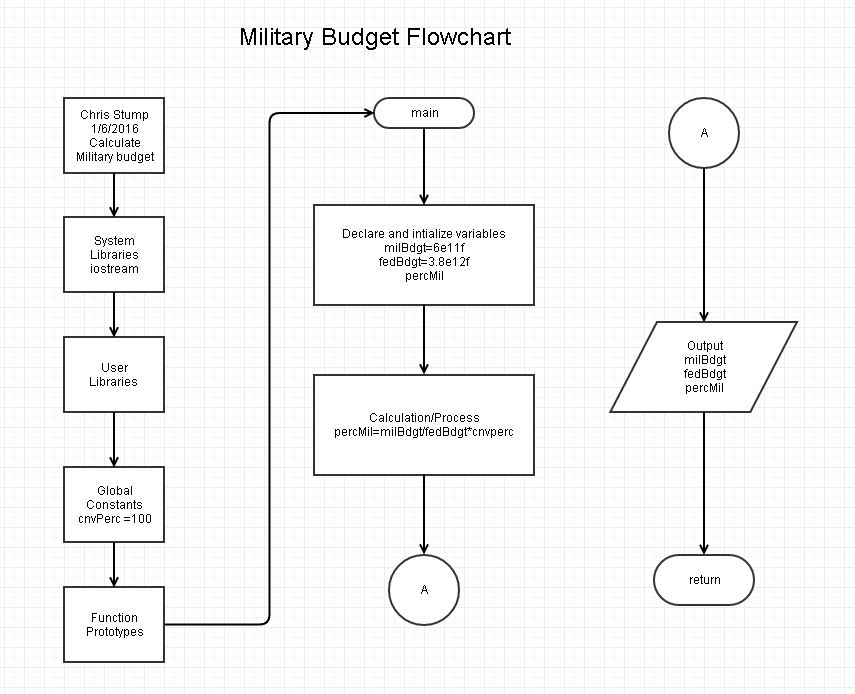 Military Budget Flowchart
Chris Stump
1/6/2016
Calculate
Military budget
System
Libraries
iostream
User
Libraries
Global
Constants
cnvPerc =100
Function
Prototypes
main
Declare and intialize variables
milBdgt=6e11f
fedBdgt=3.8e12f
percMil
Calculation/Process
percMil=milBdgt/fedBdgt*cnvperc
A
A
Output
milBdgt
fedBdgt
percMil
return